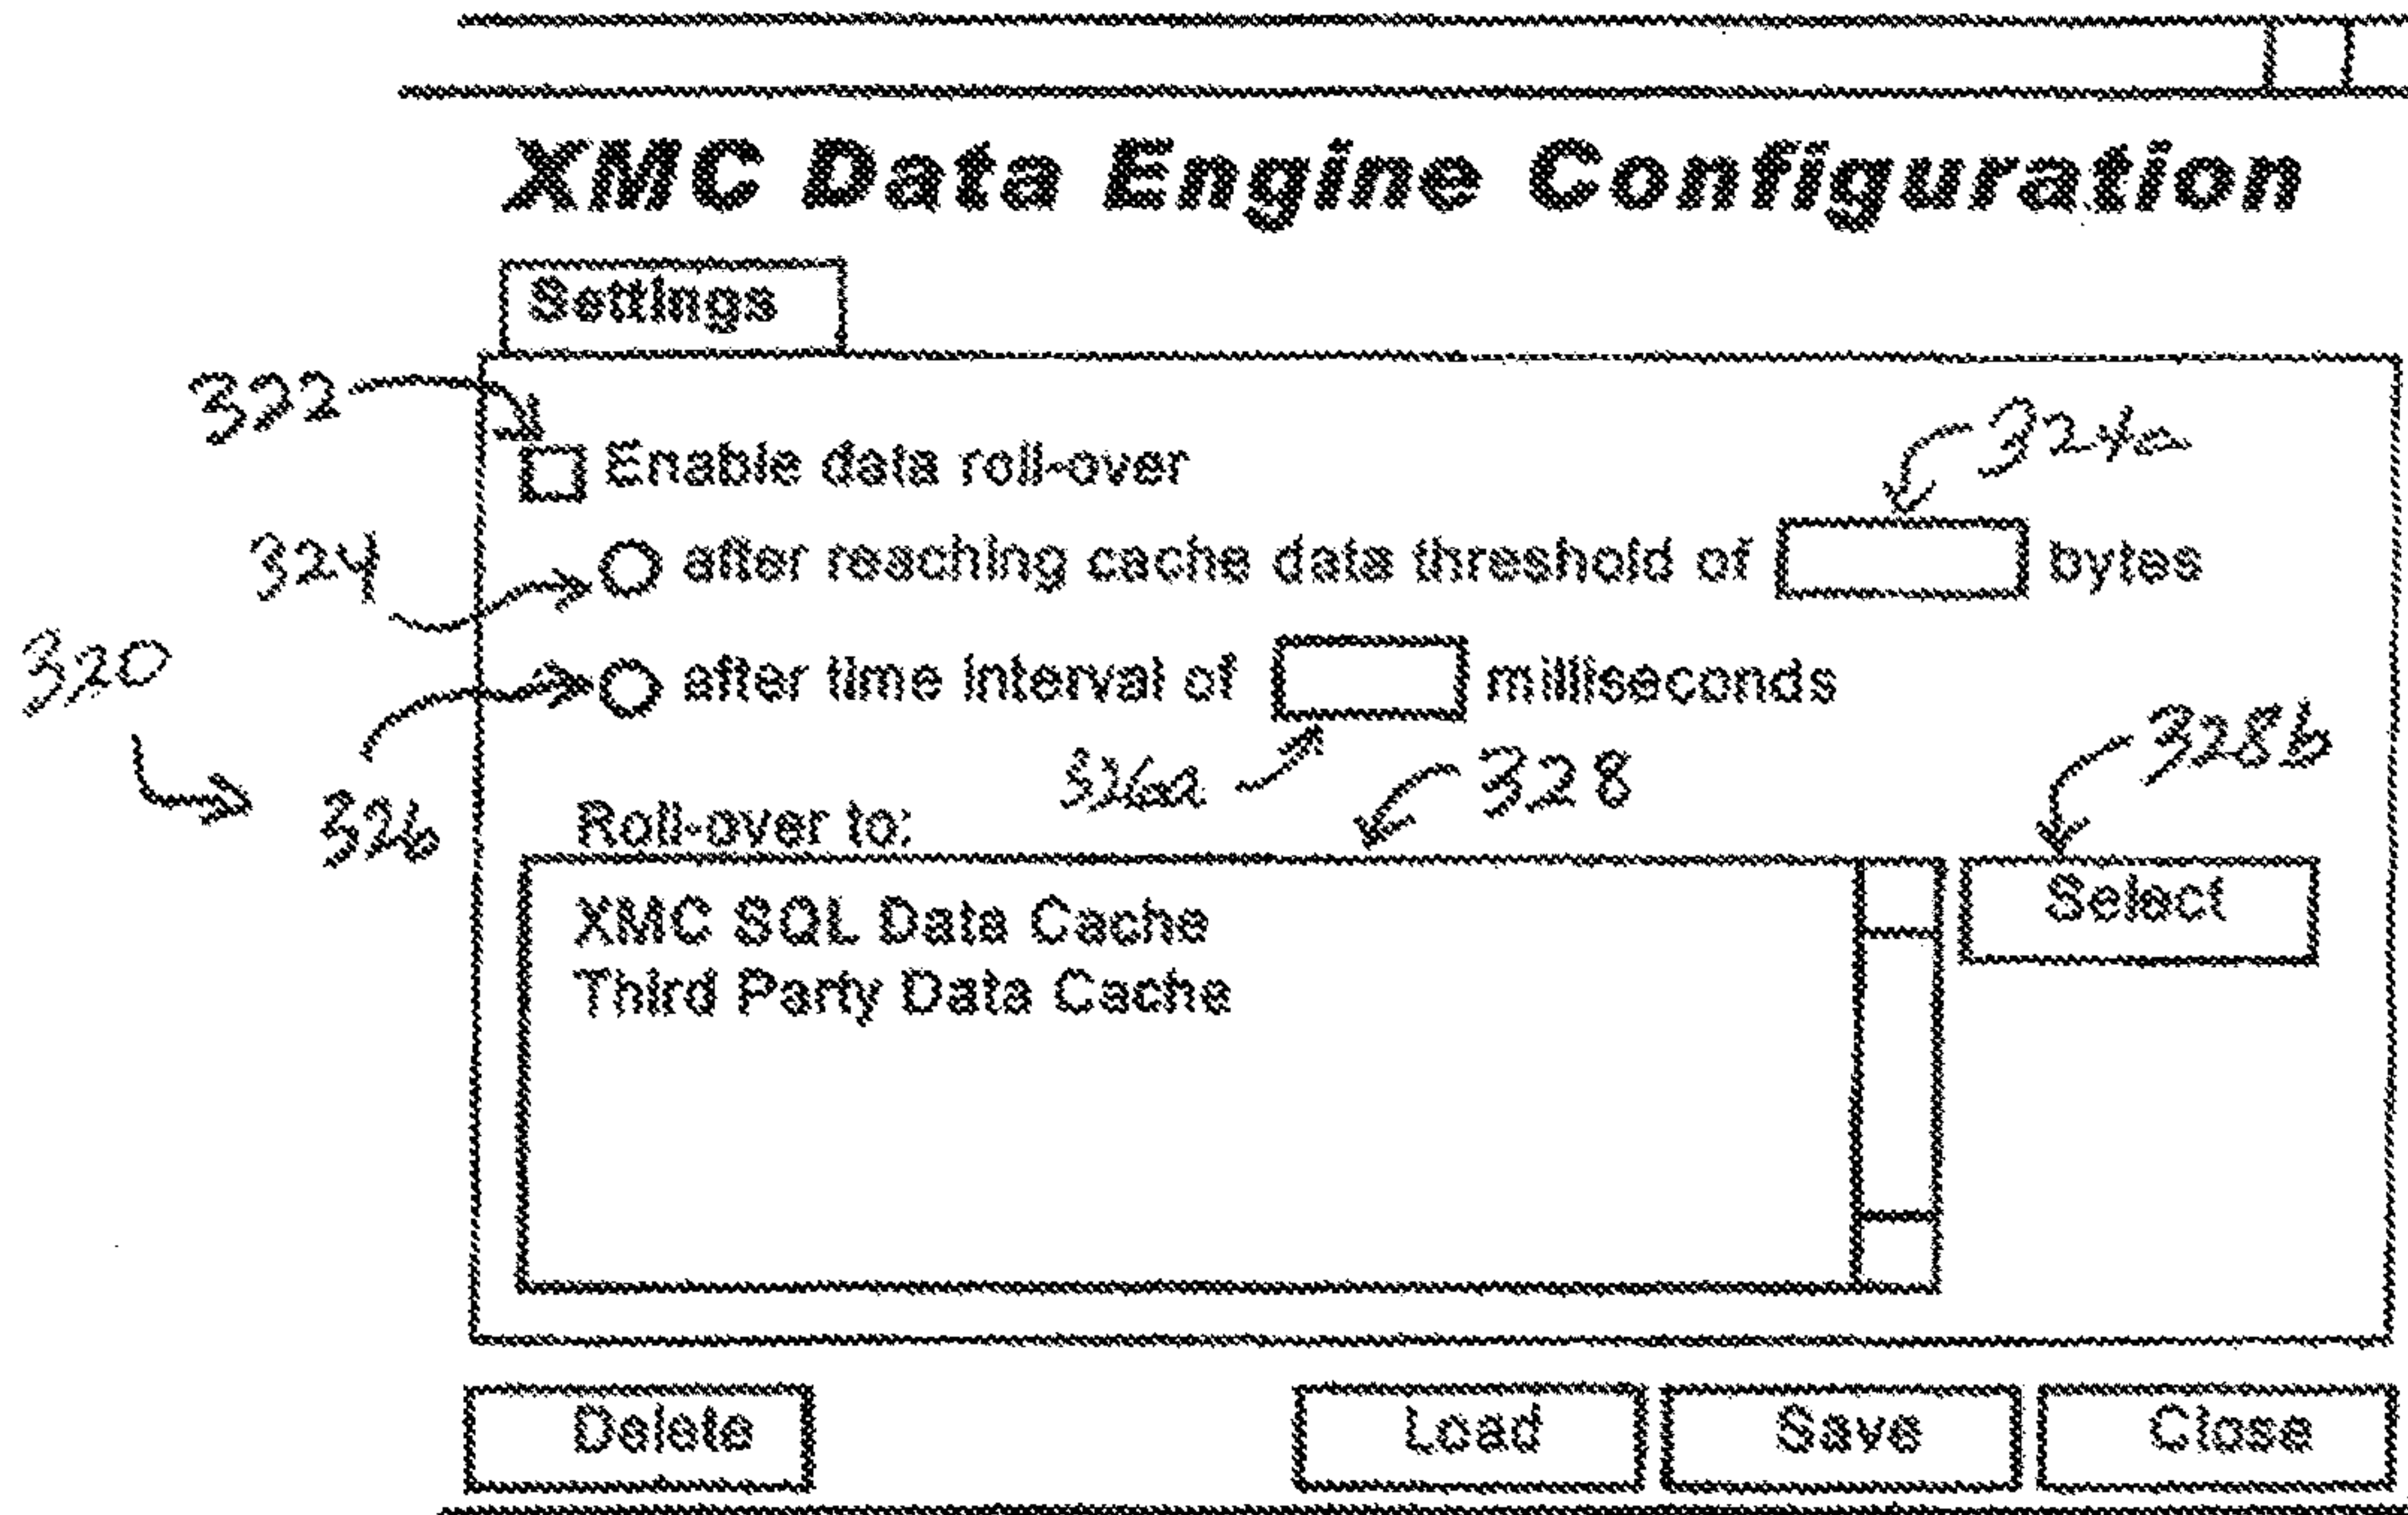 XMC Data Engine Configuration
Settings
322
324a
Enable data roll-over
324
after reaching cache data threshold of bytes
320
after time interval of milliseconds
328b
326a
328
326
Roll-over to:
XMC SQL Data Cache
Select
Third Party Data Cache
Delete Load Save Close